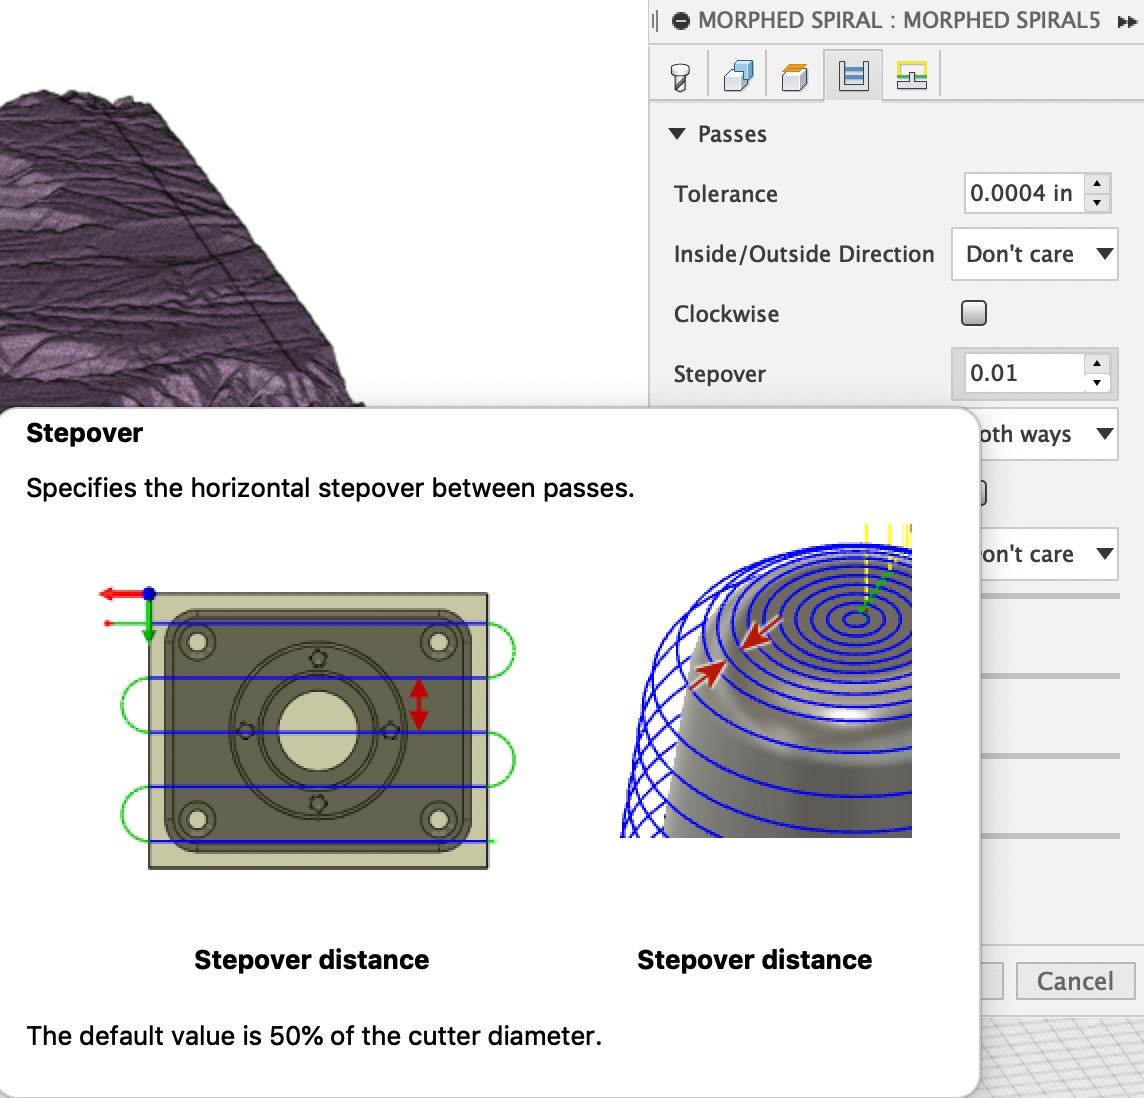 MORPHED SPIRAL : MORPHED SPIRAL5
Passes
Tolerance 0.0004 in
Inside/Outside Direction Don't care
Clockwise
Stepover 0.01
oth ways
on't care
Cancel
Stepover
Specifies the horizontal stepover between passes.
Stepover distance Stepover distance
The default value is 50% of the cutter diameter.